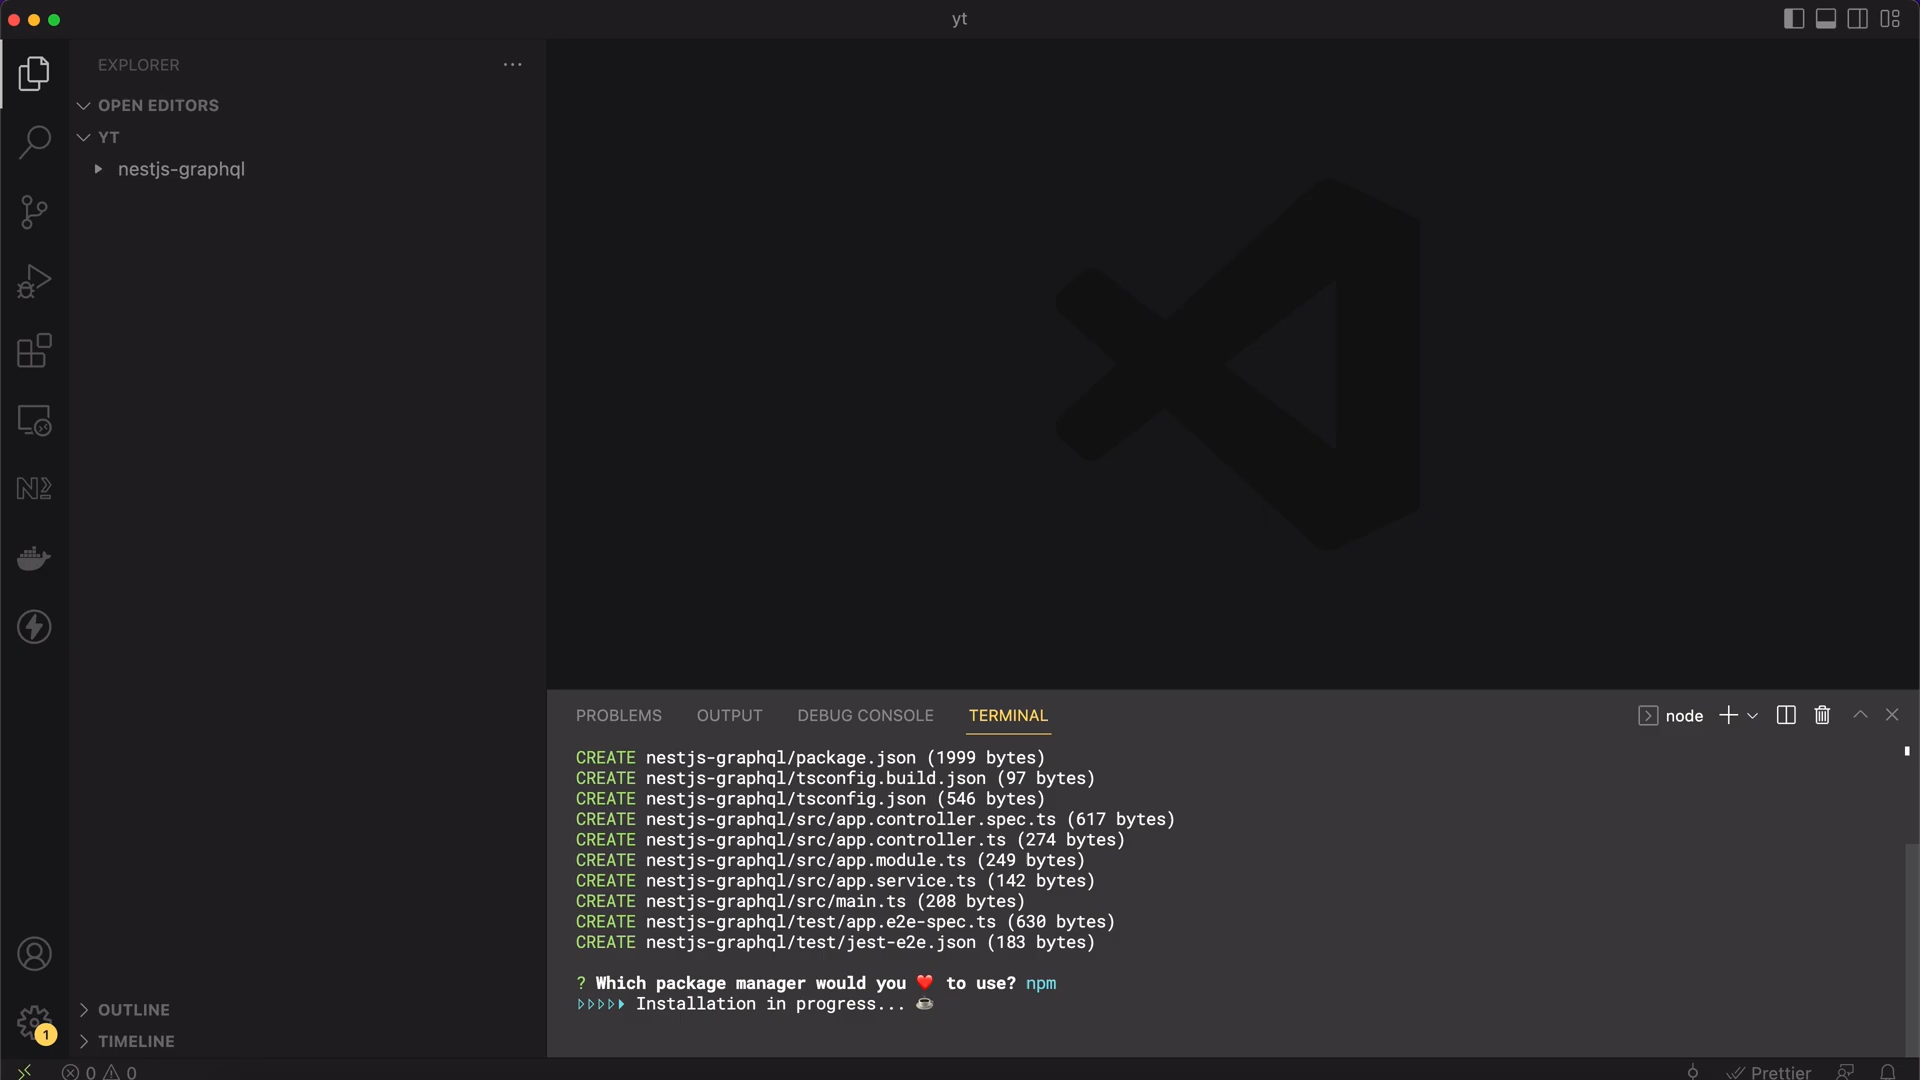 yt
EXPLORER
OPEN EDITORS
YT
nestjs-graphql
OUTLINE
TIMELINE
1
PROBLEMS OUTPUT DEBUG CONSOLE TERMINAL node
CREATE nestjs-graphql/package.json (1999 bytes)
CREATE nestjs-graphql/tsconfig.build.json (97 bytes)
CREATE nestjs-graphql/tsconfig.json (546 bytes)
CREATE nestjs-graphql/src/app.controller.spec.ts (617 bytes)
CREATE nestjs-graphql/src/app.controller.ts (274 bytes)
CREATE nestjs-graphql/src/app.module.ts (249 bytes)
CREATE nestjs-graphql/src/app.service.ts (142 bytes)
CREATE nestjs-graphql/src/main.ts (208 bytes)
CREATE nestjs-graphql/test/app.e2e-spec.ts (630 bytes)
CREATE nestjs-graphql/test/jest-e2e.json (183 bytes)
? Which package manager would you ❤️ to use? npm
▹▹▹▹▸ Installation in progress... ☕
0 0 Prettier